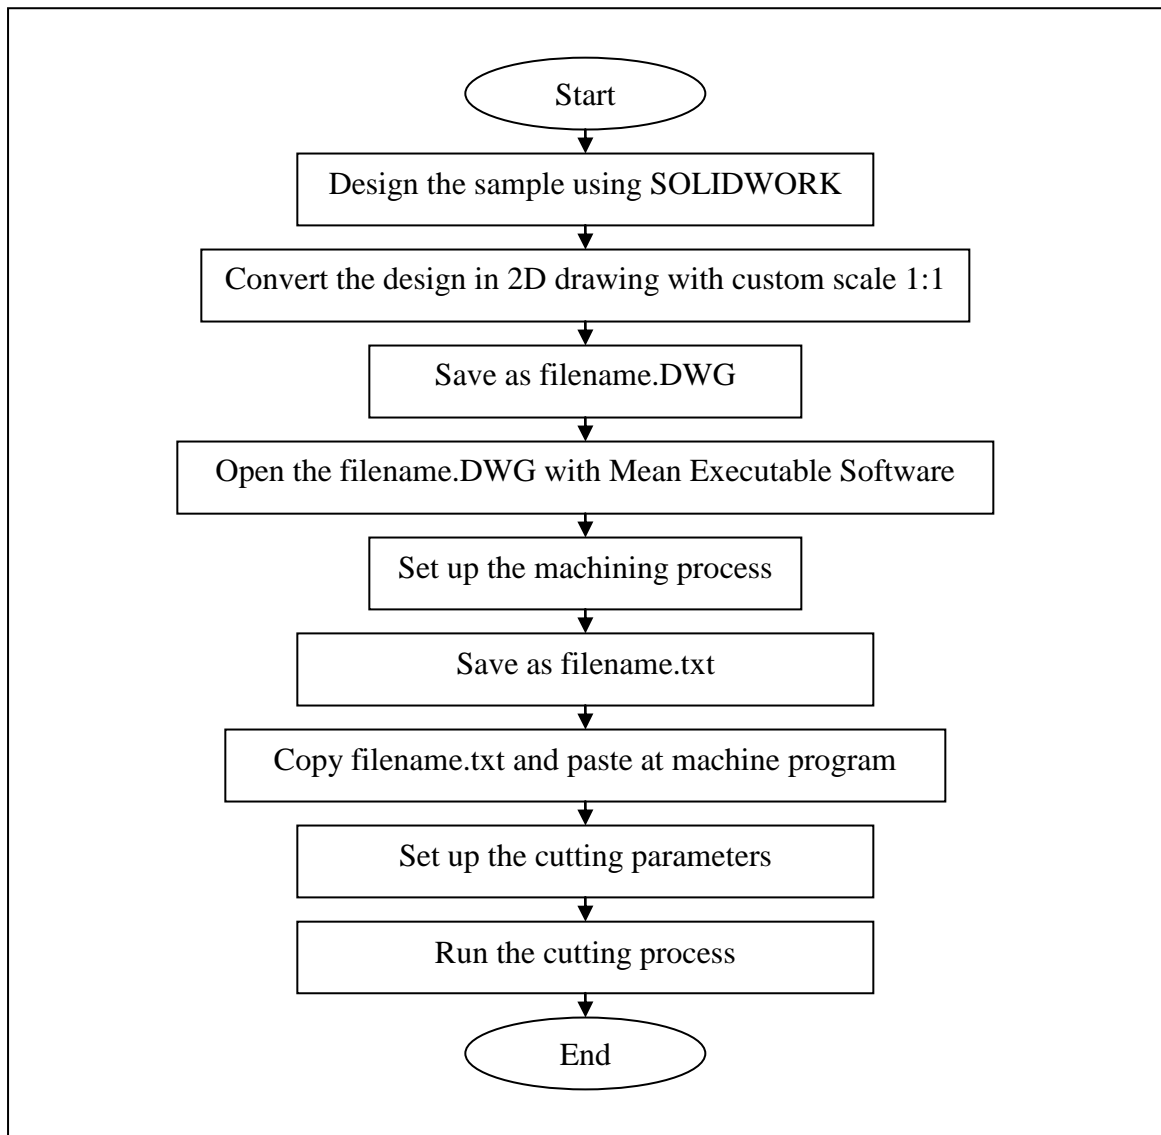 Start
Design the sample using SOLIDWORK
Convert the design in 2D drawing with custom scale 1:1
Save as filename.DWG
Open the filename.DWG with Mean Executable Software
Set up the machining process
Save as filename.txt
Copy filename.txt and paste at machine program
Set up the cutting parameters
Run the cutting process
End